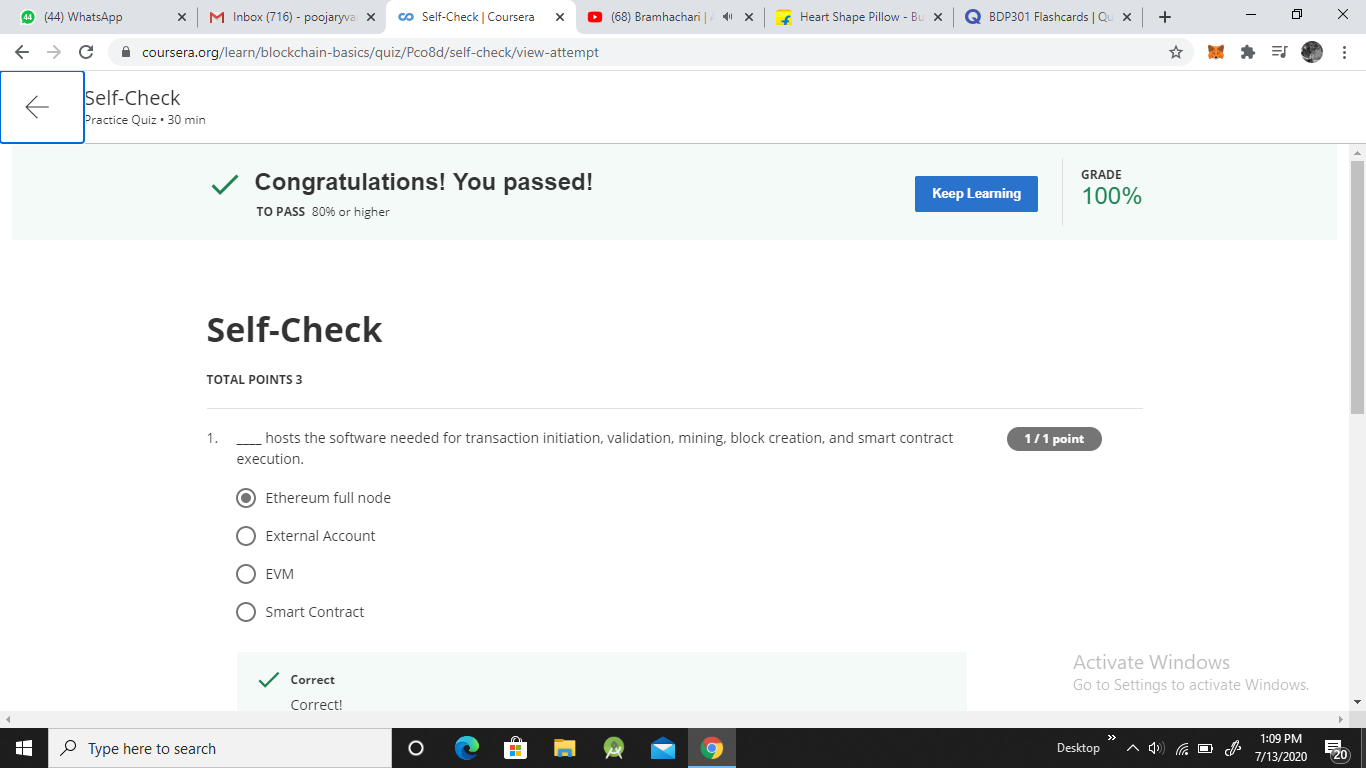 44 (44) WhatsApp
Inbox (716) - poojaryva
Self-Check | Coursera
(68) Bramhachari |
Heart Shape Pillow - Bu
Q BDP301 Flashcards | Qu
coursera.org/learn/blockchain-basics/quiz/Pco8d/self-check/view-attempt
Self-Check
Practice Quiz • 30 min
Congratulations! You passed!
TO PASS 80% or higher
Keep Learning
GRADE
100%
Self-Check
TOTAL POINTS 3
1. ____ hosts the software needed for transaction initiation, validation, mining, block creation, and smart contract
execution.
1 / 1 point
Ethereum full node
External Account
EVM
Smart Contract
Correct
Correct!
Activate Windows
Go to Settings to activate Windows.
Type here to search
Desktop
1:09 PM
7/13/2020
20